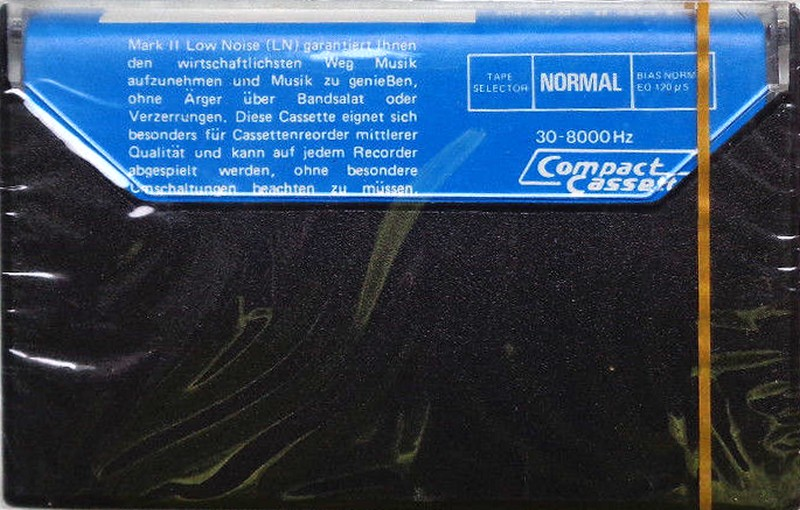 Mark II Low Noise (LN) garantiert Ihnen
den wirtschaftlichsten Weg Musik
aufzunehmen und Musik zu genießen,
ohne Ärger über Bandsalat oder
Verzerrungen. Diese Cassette eignet sich
besonders für Cassettenreorder mittlerer
Qualität und kann auf jedem Recorder
abgespielt werden, ohne besondere
Umschaltungen beachten zu müssen.
TAPE
SELECTOR
NORMAL
BIAS NORM
EQ 120 µS
30-8000 Hz
Compact
Cassett